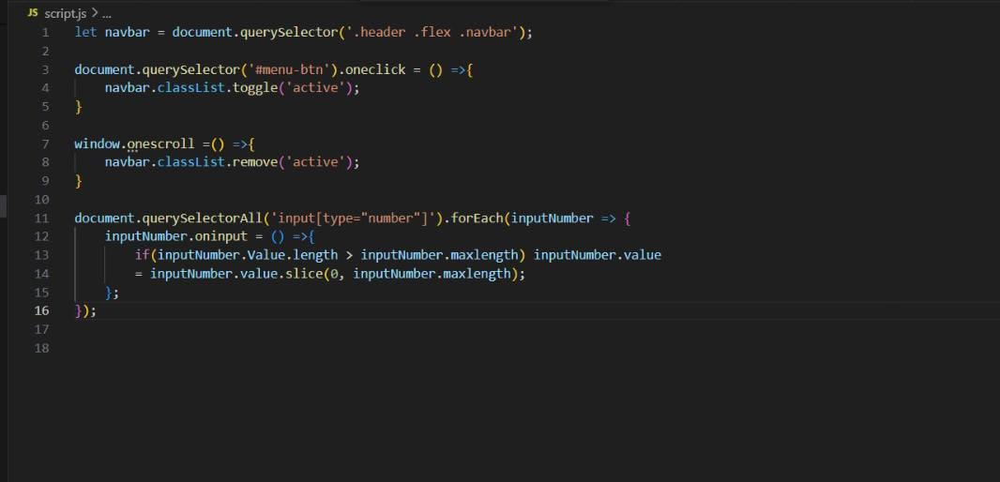 JS script.js > ...
1 let navbar = document.querySelector('.header .flex .navbar');
2
3 document.querySelector('#menu-btn').oneclick = () =>{
4     navbar.classList.toggle('active');
5 }
6
7 window.onescroll =() =>{
8     navbar.classList.remove('active');
9 }
10
11 document.querySelectorAll('input[type="number"]').forEach(inputNumber => {
12     inputNumber.oninput = () =>{
13         if(inputNumber.Value.length > inputNumber.maxlength) inputNumber.value
14         = inputNumber.value.slice(0, inputNumber.maxlength);
15     };
16 });
17
18